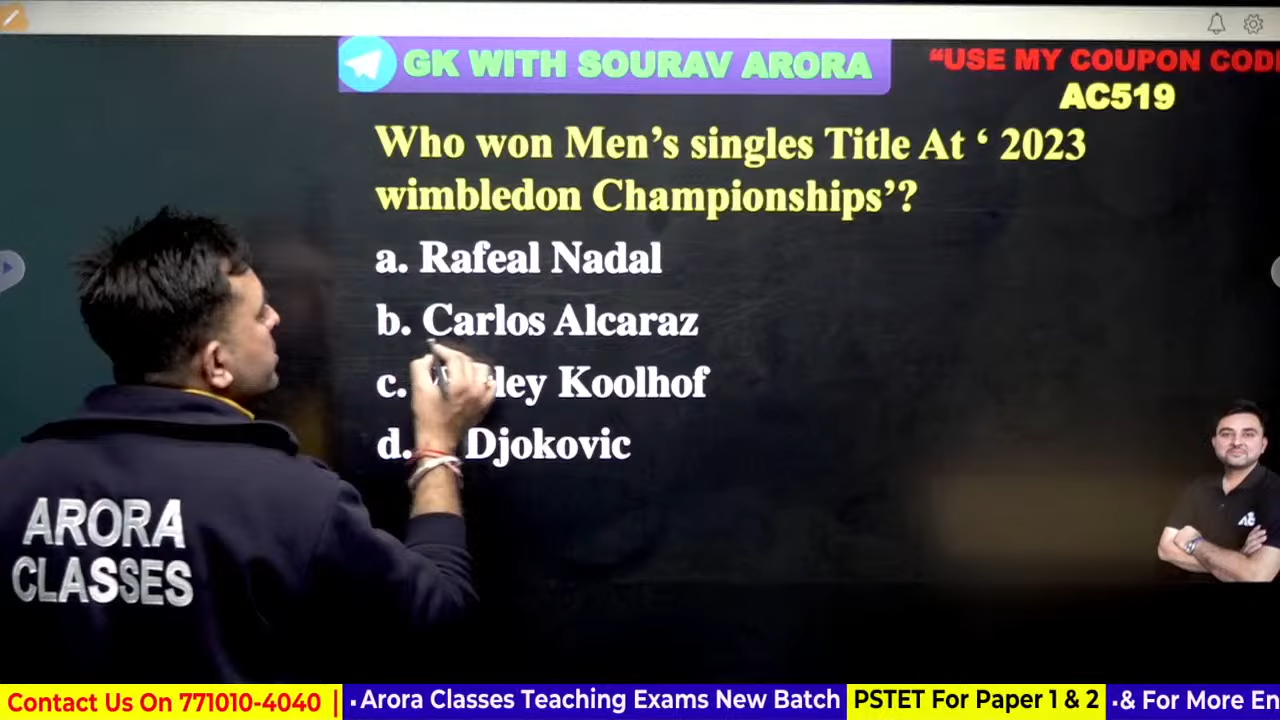 GK WITH SOURAV ARORA
“USE MY COUPON COD
AC519
Who won Men’s singles Title At ‘ 2023
wimbledon Championships’?
a. Rafeal Nadal
b. Carlos Alcaraz
c. Koolhof
d. Djokovic
ARORA
CLASSES
Contact Us On 771010-4040 |
• Arora Classes Teaching Exams New Batch
PSTET For Paper 1 & 2
• & For More En